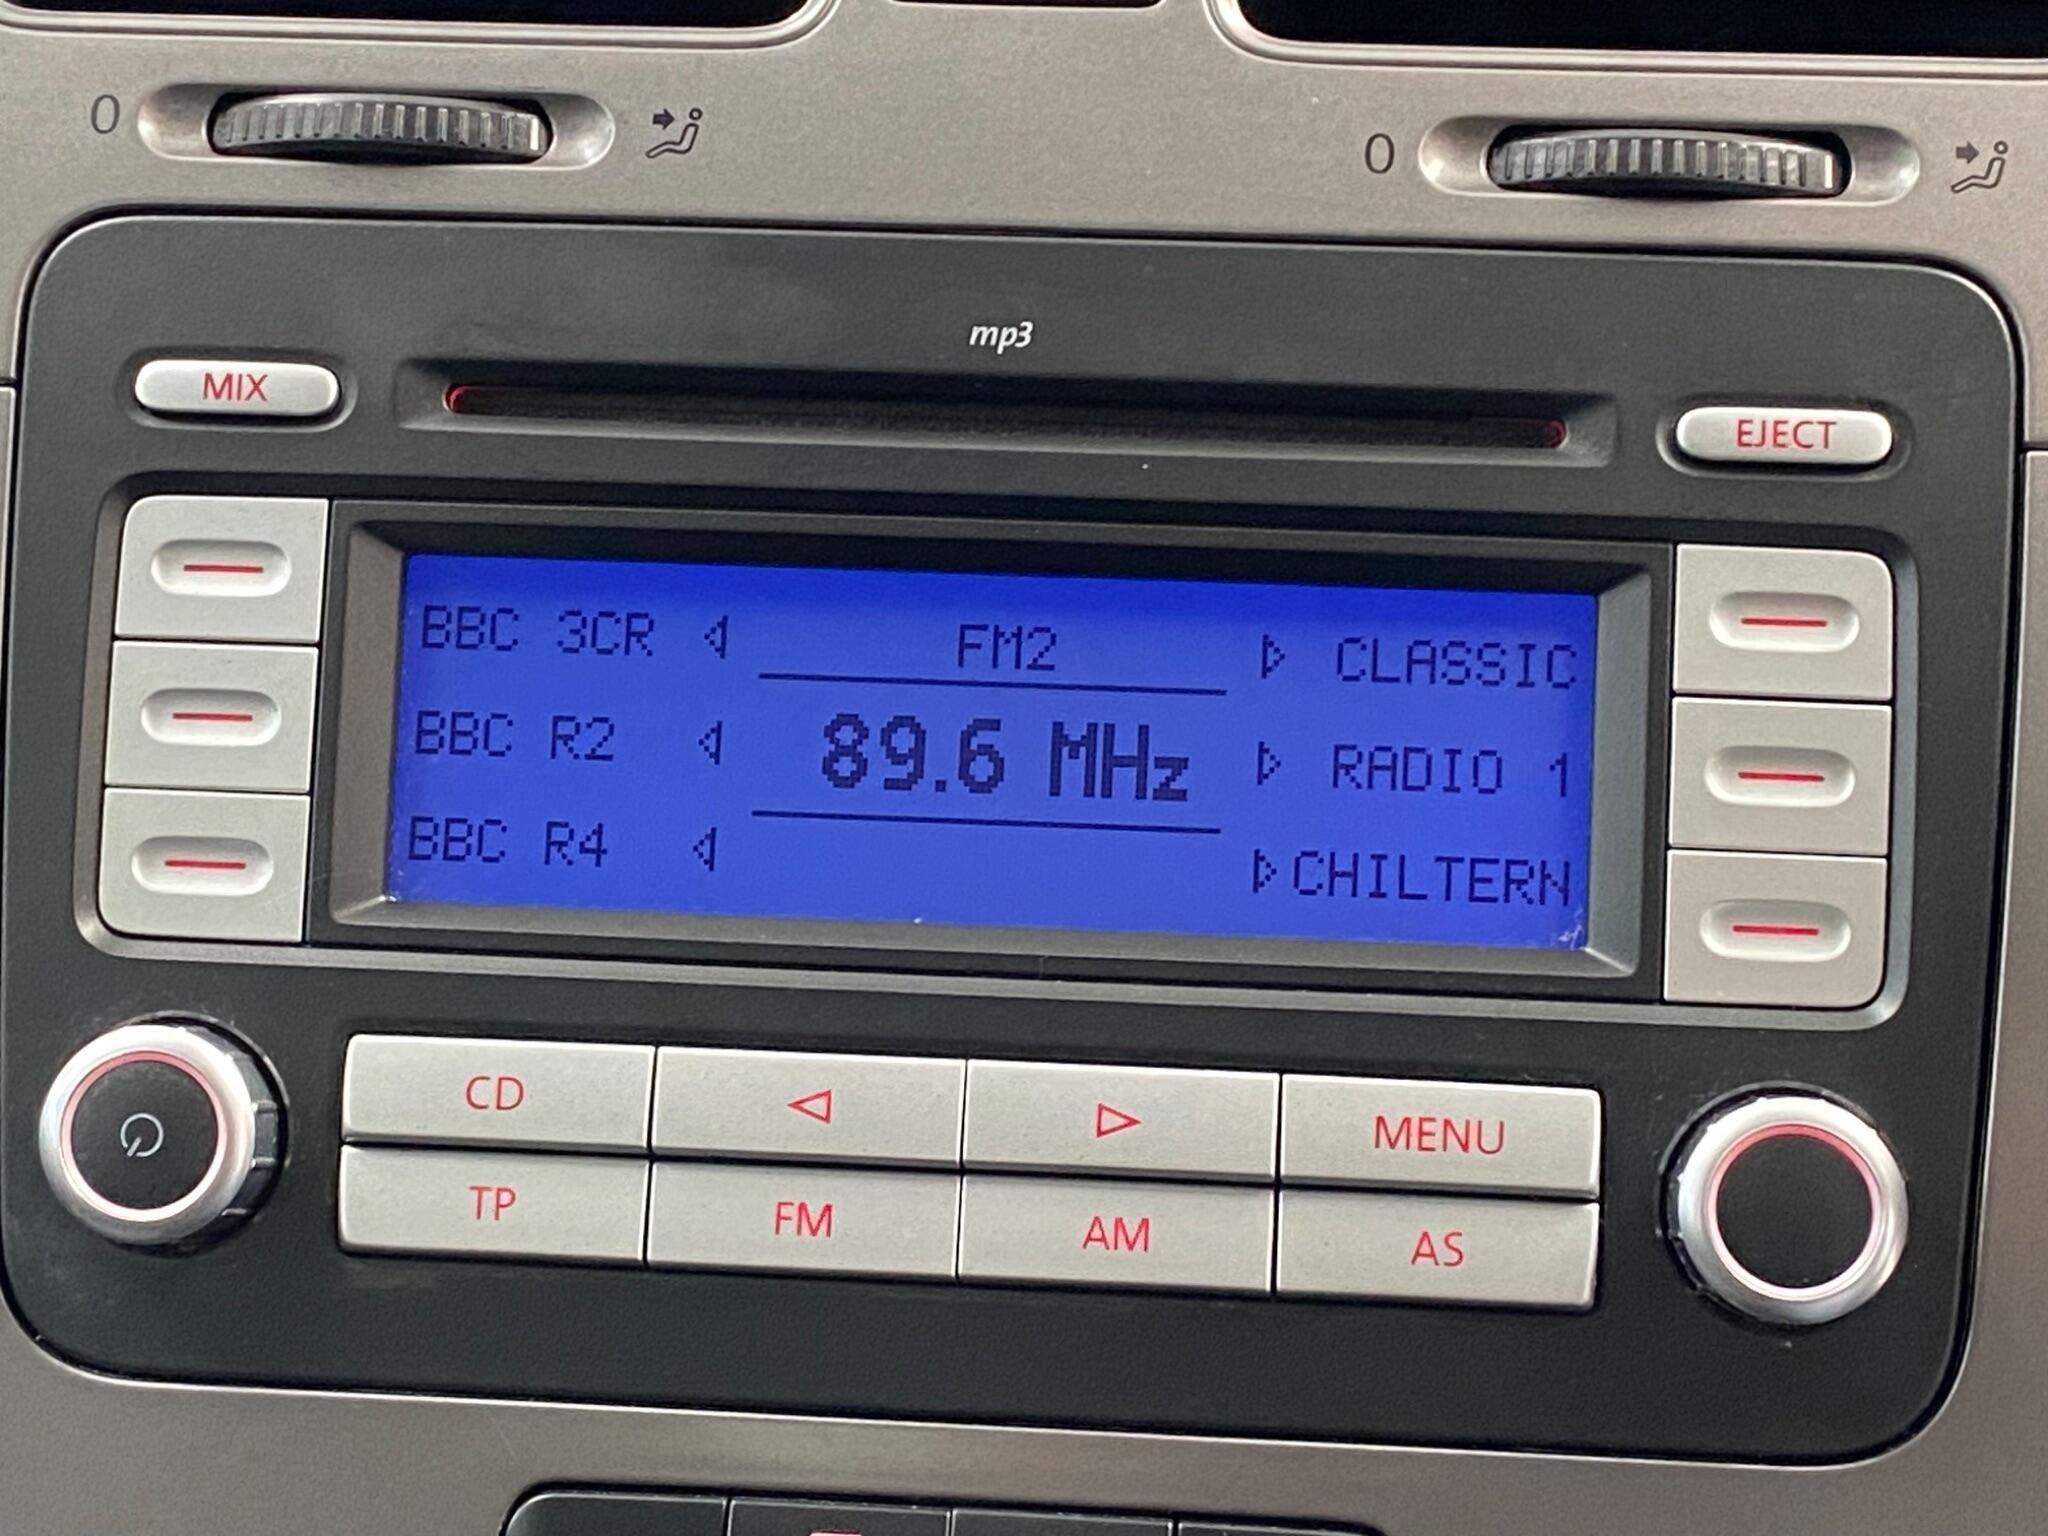 0
0
mp3
MIX
EJECT
BBC 3CR FM2 CLASSIC
BBC R2 89.6 MHz RADIO 1
BBC R4 CHILTERN
CD MENU
TP FM AM AS